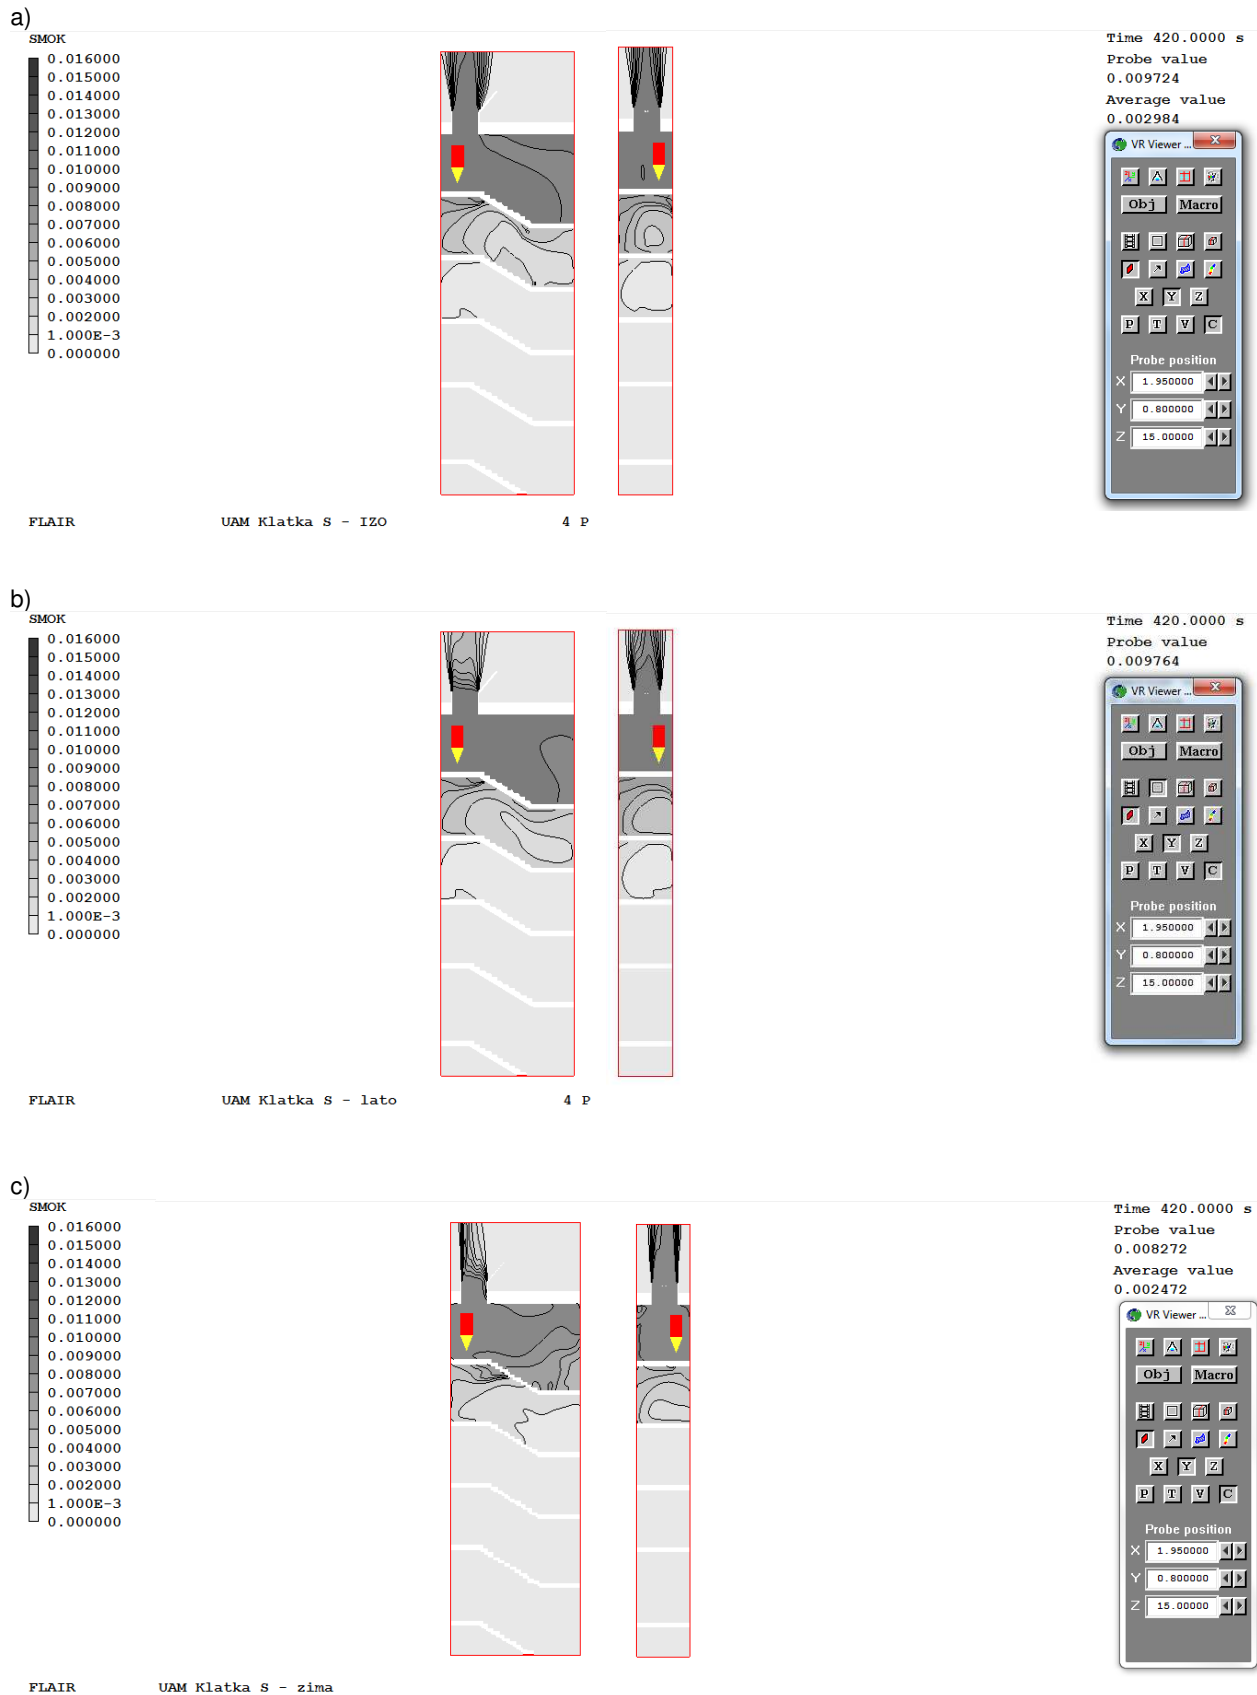 a)
SMOK
0.016000
0.015000
0.014000
0.013000
0.012000
0.011000
0.010000
0.009000
0.008000
0.007000
0.006000
0.005000
0.004000
0.003000
0.002000
1.000E-3
0.000000
Time 420.0000 s
Probe value
0.009724
Average value
0.002984
VR Viewer ...
Obj Macro
X Y Z
P T V C
Probe position
X 1.950000
Y 0.800000
Z 15.00000
FLAIR UAM Klatka S - IZO 4 P
b)
SMOK
0.016000
0.015000
0.014000
0.013000
0.012000
0.011000
0.010000
0.009000
0.008000
0.007000
0.006000
0.005000
0.004000
0.003000
0.002000
1.000E-3
0.000000
Time 420.0000 s
Probe value
0.009764
VR Viewer ...
Obj Macro
X Y Z
P T V C
Probe position
X 1.950000
Y 0.800000
Z 15.00000
FLAIR UAM Klatka S - lato 4 P
c)
SMOK
0.016000
0.015000
0.014000
0.013000
0.012000
0.011000
0.010000
0.009000
0.008000
0.007000
0.006000
0.005000
0.004000
0.003000
0.002000
1.000E-3
0.000000
Time 420.0000 s
Probe value
0.008272
Average value
0.002472
VR Viewer ...
Obj Macro
X Y Z
P T V C
Probe position
X 1.950000
Y 0.800000
Z 15.00000
FLAIR UAM Klatka S - zima